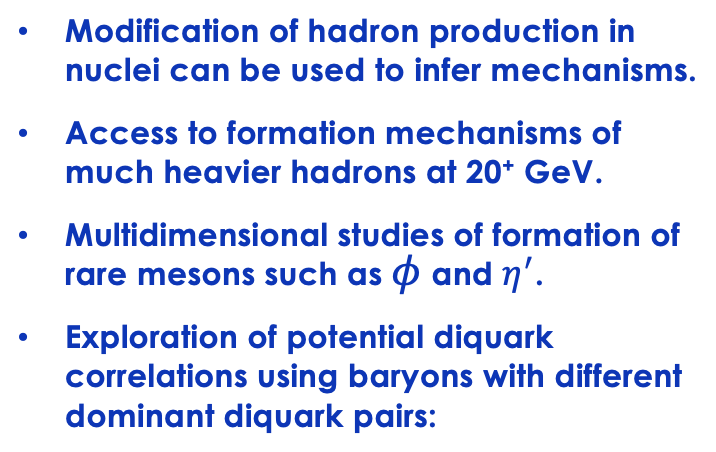 • Modification of hadron production in
nuclei can be used to infer mechanisms.
• Access to formation mechanisms of
much heavier hadrons at 20⁺ GeV.
• Multidimensional studies of formation of
rare mesons such as ϕ and η′.
• Exploration of potential diquark
correlations using baryons with different
dominant diquark pairs: